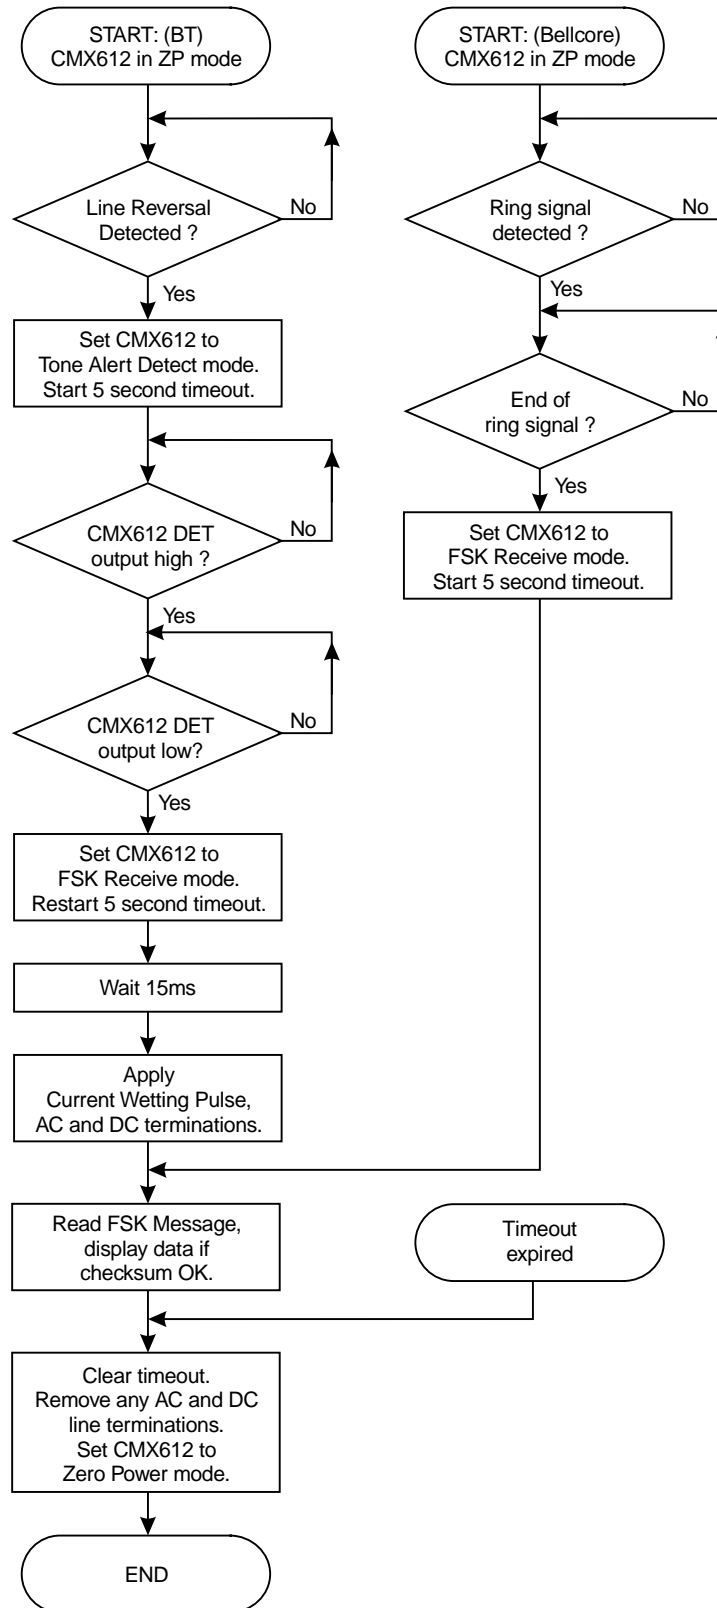 START: (BT)
CMX612 in ZP mode
Line Reversal
Detected ?
No
Yes
Set CMX612 to
Tone Alert Detect mode.
Start 5 second timeout.
CMX612 DET
output high ?
No
Yes
CMX612 DET
output low?
No
Yes
Set CMX612 to
FSK Receive mode.
Restart 5 second timeout.
Wait 15ms
Apply
Current Wetting Pulse,
AC and DC terminations.
Read FSK Message,
display data if
checksum OK.
Clear timeout.
Remove any AC and DC
line terminations.
Set CMX612 to
Zero Power mode.
END
START: (Bellcore)
CMX612 in ZP mode
Ring signal
detected ?
No
Yes
End of
ring signal ?
No
Yes
Set CMX612 to
FSK Receive mode.
Start 5 second timeout.
Timeout
expired